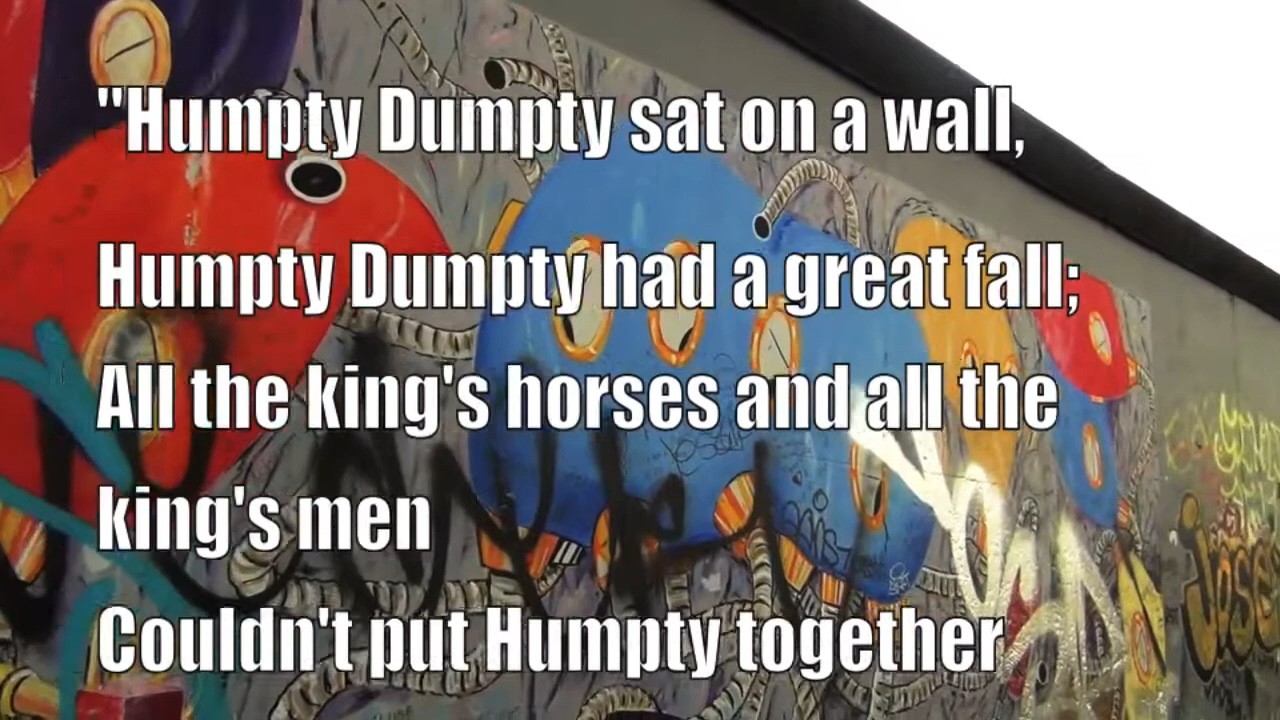 "Humpty Dumpty sat on a wall,
Humpty Dumpty had a great fall;
All the king's horses and all the
king's men
Couldn't put Humpty together